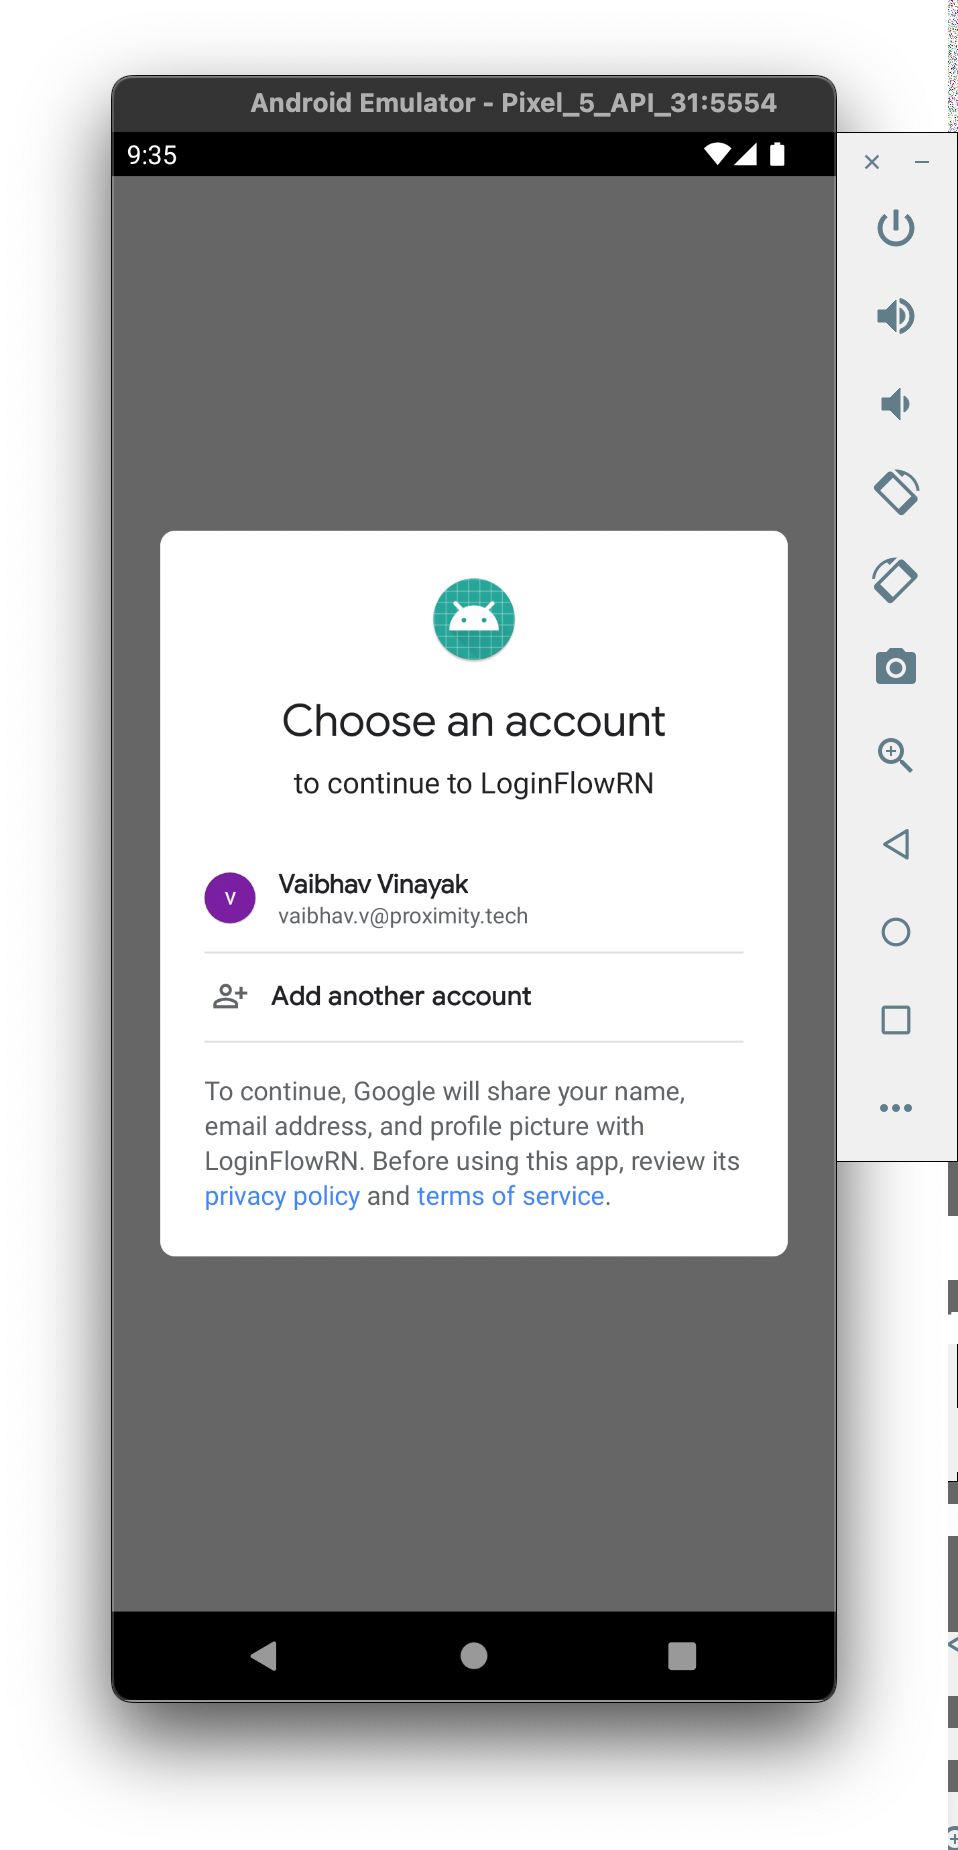 Android Emulator - Pixel_5_API_31:5554
9:35
Choose an account
to continue to LoginFlowRN
V
Vaibhav Vinayak
vaibhav.v@proximity.tech
Add another account
To continue, Google will share your name,
email address, and profile picture with
LoginFlowRN. Before using this app, review its
privacy policy and terms of service.